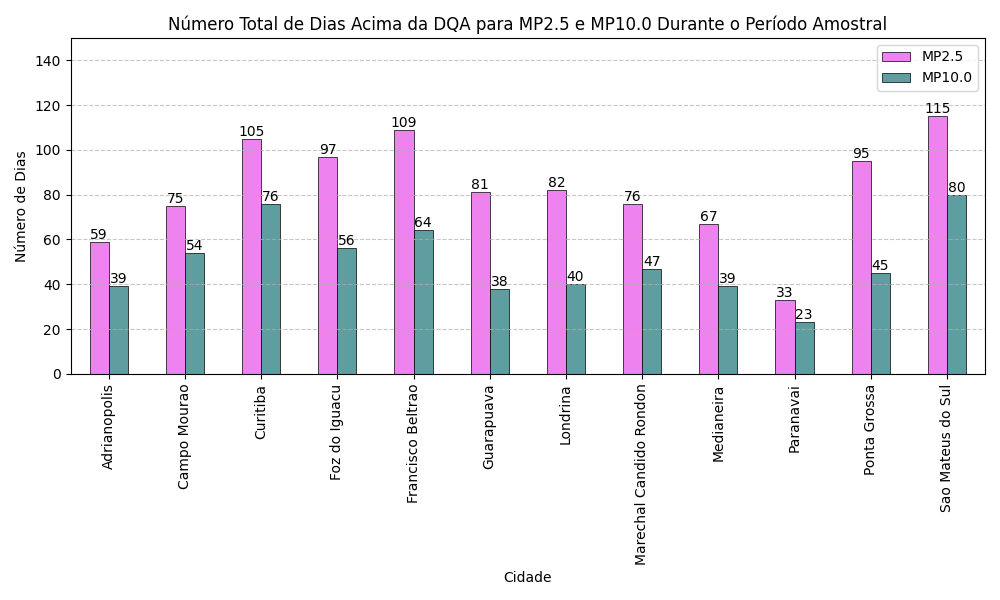 Número Total de Dias Acima da DQA para MP2.5 e MP10.0 Durante o Período Amostral
MP2.5
MP10.0
Número de Dias
140
120
100
80
60
40
20
0
59
39
75
54
105
76
97
56
109
64
81
38
82
40
76
47
67
39
33
23
95
45
115
80
Adrianopolis
Campo Mourao
Curitiba
Foz do Iguacu
Francisco Beltrao
Guarapuava
Londrina
Marechal Candido Rondon
Medianeira
Paranavai
Ponta Grossa
Sao Mateus do Sul
Cidade